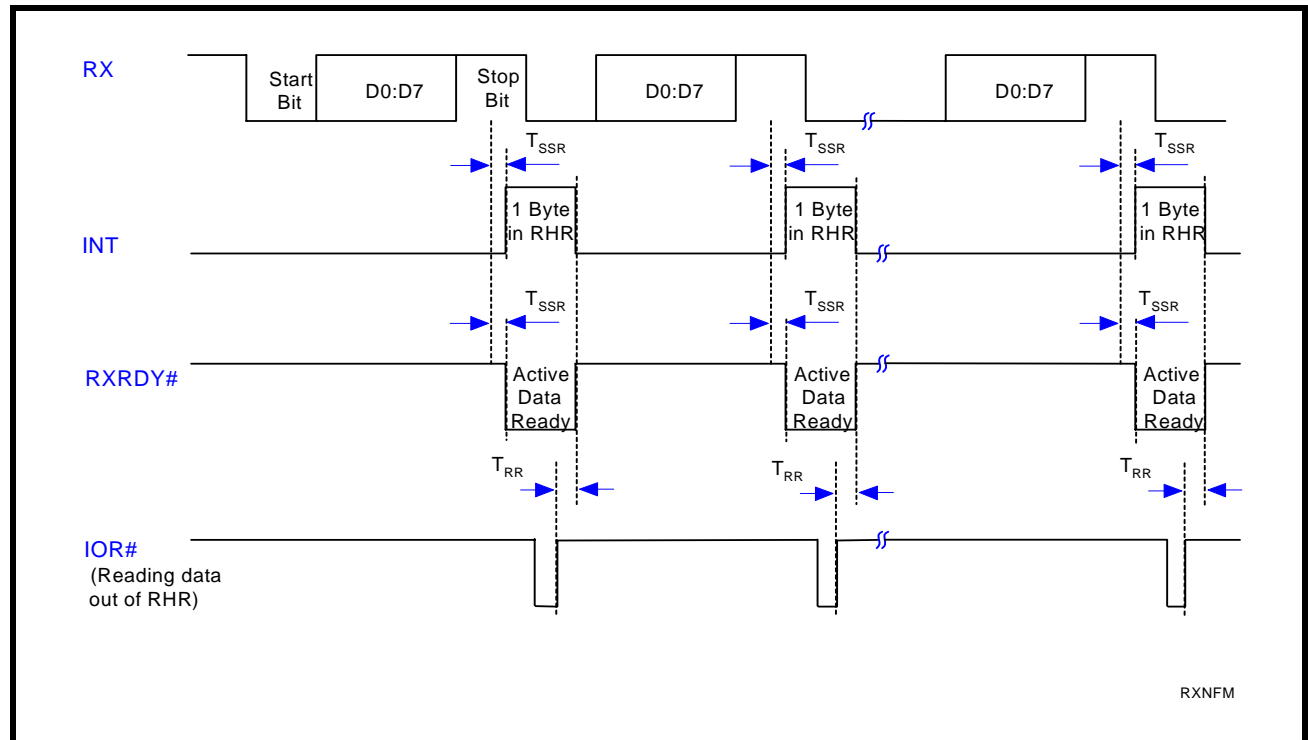 RX
Start
Bit
D0:D7
Stop
Bit
D0:D7
D0:D7
TSSR
TSSR
TSSR
INT
1 Byte
in RHR
1 Byte
in RHR
1 Byte
in RHR
TSSR
TSSR
TSSR
RXRDY#
Active
Data
Ready
Active
Data
Ready
Active
Data
Ready
TRR
TRR
TRR
IOR#
(Reading data
out of RHR)
RXNFM